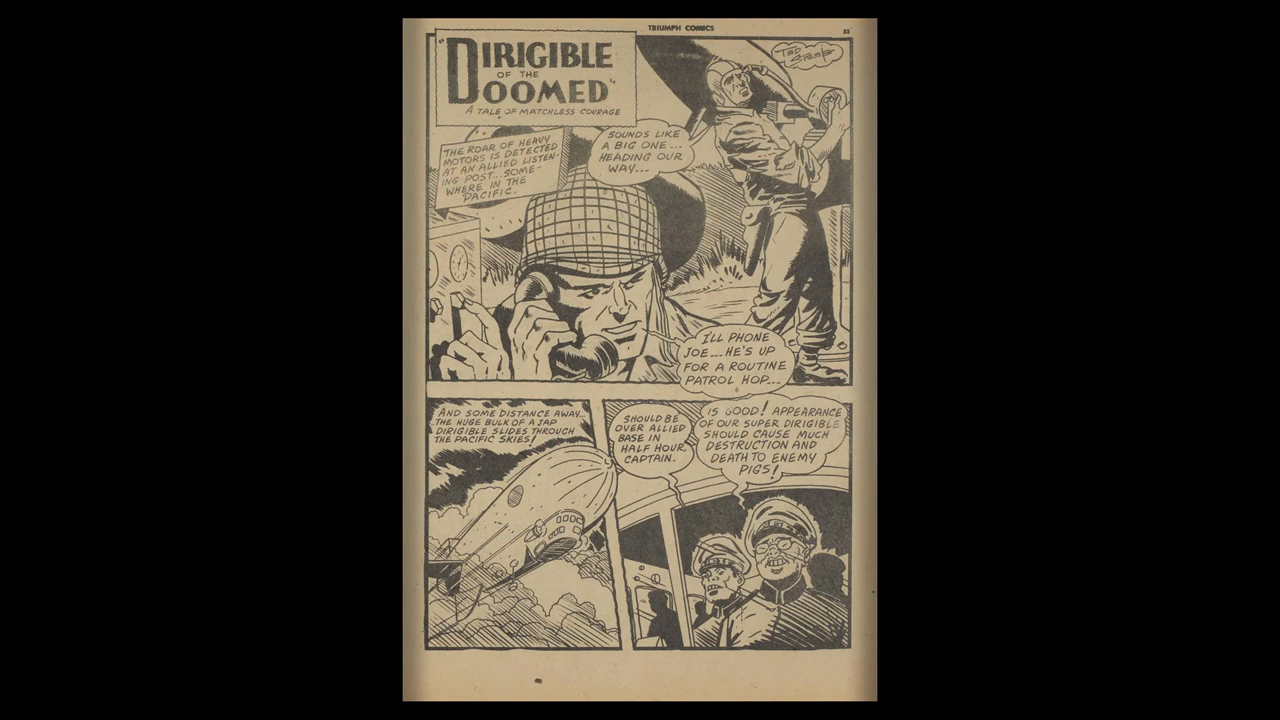 TRIUMPH COMICS
53
"DIRIGIBLE
OF THE
DOOMED"
A TALE OF MATCHLESS COURAGE
TED
STEELE
THE ROAR OF HEAVY
MOTORS IS DETECTED
AT AN ALLIED LISTEN-
ING POST...SOME-
WHERE IN THE
PACIFIC.
SOUNDS LIKE
A BIG ONE...
HEADING OUR
WAY...
I'LL PHONE
JOE...HE'S UP
FOR A ROUTINE
PATROL HOP...
AND SOME DISTANCE AWAY...
THE HUGE BULK OF A JAP
DIRIGIBLE SLIDES THROUGH
THE PACIFIC SKIES!
SHOULD BE
OVER ALLIED
BASE IN
HALF HOUR,
CAPTAIN.
IS GOOD! APPEARANCE
OF OUR SUPER DIRIGIBLE
SHOULD CAUSE MUCH
DESTRUCTION AND
DEATH TO ENEMY
PIGS!